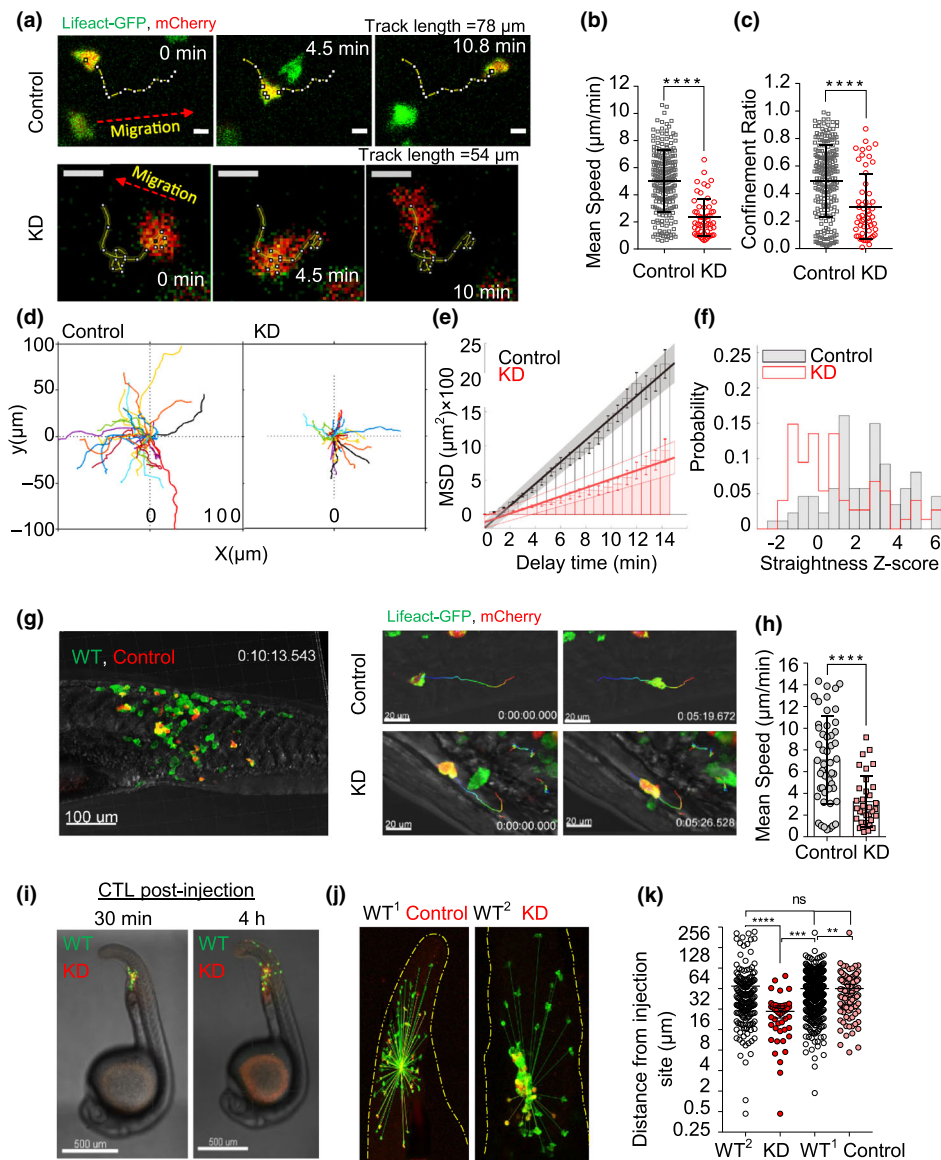 (a)
Lifeact-GFP, mCherry
Track length =78 µm
Control
0 min
4.5 min
10.8 min
Migration
Track length =54 µm
KD
Migration
0 min
4.5 min
10 min
(b)
Mean Speed (µm/min)
12
10
8
6
4
2
0
****
Control KD
(c)
Confinement Ratio
1.2
1.0
0.8
0.6
0.4
0.2
0.0
****
Control KD
(d)
Control
KD
y(µm)
100
50
0
−50
−100
0 100
0
X(µm)
(e)
MSD (µm²)×100
25
20
15
10
5
0
Control
KD
0 2 4 6 8 10 12 14
Delay time (min)
(f)
Probability
0.25
0.15
0.05
0
Control
KD
-2 0 2 4 6
Straightness Z-score
(g)
WT, Control
0:10:13.543
100 um
Lifeact-GFP, mCherry
Control
20 um
0:00:00.000
20 um
0:05:19.672
KD
20 um
0:00:00.000
20 um
0:05:26.528
(h)
Mean Speed (µm/min)
16
14
12
10
8
6
4
2
0
****
Control KD
(i)
CTL post-injection
30 min
4 h
WT
KD
500 um
WT
KD
500 um
(j)
WT1 Control WT2 KD
(k)
Distance from injection
site (µm)
256
128
64
32
16
8
4
2
0.5
0.25
ns
****
***
**
WT2 KD WT1 Control